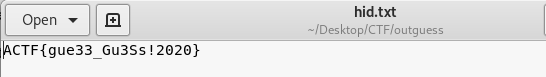 Open
hid.txt
~/Desktop/CTF/outguess
ACTF{gue33_Gu3Ss!2020}